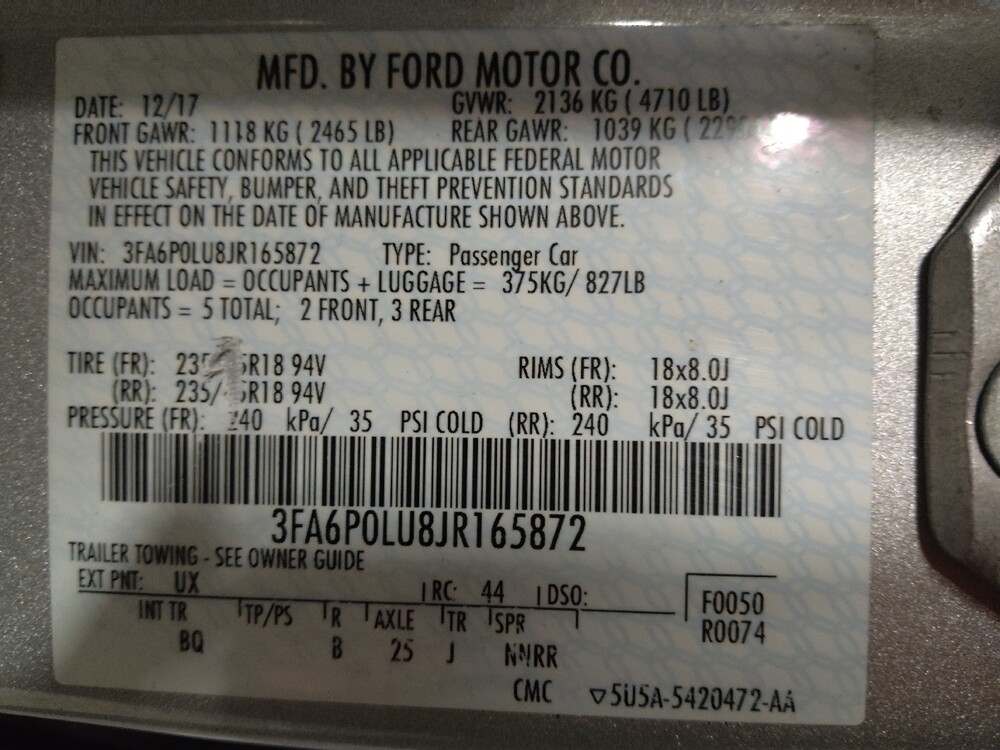 MFD. BY FORD MOTOR CO.
DATE: 12/17 GVWR: 2136 KG ( 4710 LB)
FRONT GAWR: 1118 KG ( 2465 LB) REAR GAWR: 1039 KG (
THIS VEHICLE CONFORMS TO ALL APPLICABLE FEDERAL MOTOR
VEHICLE SAFETY, BUMPER, AND THEFT PREVENTION STANDARDS
IN EFFECT ON THE DATE OF MANUFACTURE SHOWN ABOVE.
VIN: 3FA6P0LU8JR165872 TYPE: Passenger Car
MAXIMUM LOAD = OCCUPANTS + LUGGAGE = 375KG/ 827LB
OCCUPANTS = 5 TOTAL; 2 FRONT, 3 REAR
TIRE (FR): 94V RIMS (FR): 18x8.0J
(RR): 94V (RR): 18x8.0J
PRESSURE (FR): 240 kPa/ 35 PSI COLD (RR): 240 kPa/ 35 PSI COLD
3FA6P0LU8JR165872
TRAILER TOWING - SEE OWNER GUIDE
EXT PNT: UX RC: 44 DSO:
INT TR TP/PS R AXLE TR SPR F0050
R0074
BQ B 25 J NNRR
CMC ▽5U5A-5420472-AA